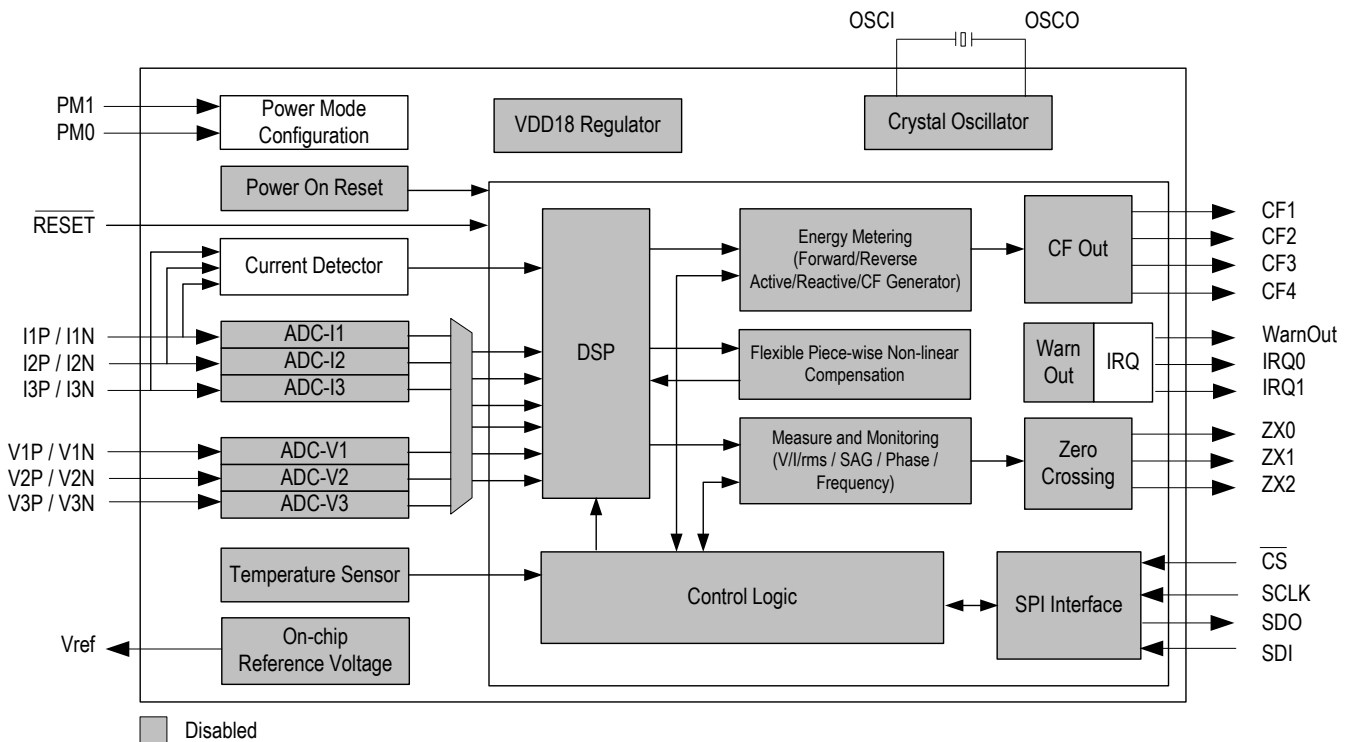 OSCI
OSCO
PM1
PM0
Power Mode
Configuration
VDD18 Regulator
Crystal Oscillator
Power On Reset
RESET
Current Detector
I1P / I1N
I2P / I2N
I3P / I3N
ADC-I1
ADC-I2
ADC-I3
V1P / V1N
V2P / V2N
V3P / V3N
ADC-V1
ADC-V2
ADC-V3
DSP
Energy Metering
(Forward/Reverse
Active/Reactive/CF Generator)
CF Out
CF1
CF2
CF3
CF4
Flexible Piece-wise Non-linear
Compensation
Warn
Out
IRQ
WarnOut
IRQ0
IRQ1
Measure and Monitoring
(V/I/rms / SAG / Phase /
Frequency)
Zero
Crossing
ZX0
ZX1
ZX2
Temperature Sensor
Control Logic
SPI Interface
CS
SCLK
SDO
SDI
Vref
On-chip
Reference Voltage
Disabled